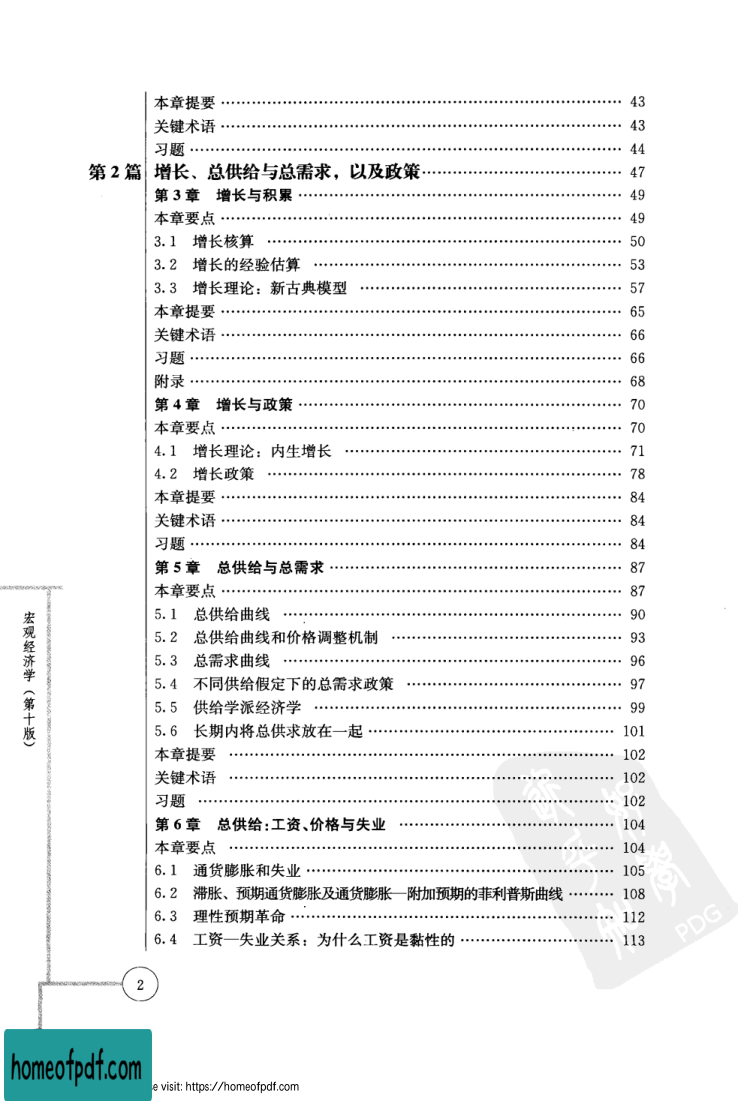 本章提要 …… 43
关键术语 …… 43
习题 …… 44
第2篇 增长、总供给与总需求，以及政策 …… 47
第3章 增长与积累 …… 49
本章要点 …… 49
3.1 增长核算 …… 50
3.2 增长的经验估算 …… 53
3.3 增长理论：新古典模型 …… 57
本章提要 …… 65
关键术语 …… 66
习题 …… 66
附录 …… 68
第4章 增长与政策 …… 70
本章要点 …… 70
4.1 增长理论：内生增长 …… 71
4.2 增长政策 …… 78
本章提要 …… 84
关键术语 …… 84
习题 …… 84
第5章 总供给与总需求 …… 87
本章要点 …… 87
5.1 总供给曲线 …… 90
5.2 总供给曲线和价格调整机制 …… 93
5.3 总需求曲线 …… 96
5.4 不同供给假定下的总需求政策 …… 97
5.5 供给学派经济学 …… 99
5.6 长期内将总供求放在一起 …… 101
本章提要 …… 102
关键术语 …… 102
习题 …… 102
第6章 总供给：工资、价格与失业 …… 104
本章要点 …… 104
6.1 通货膨胀和失业 …… 105
6.2 滞胀、预期通货膨胀及通货膨胀—附加预期的菲利普斯曲线 …… 108
6.3 理性预期革命 …… 112
6.4 工资—失业关系：为什么工资是黏性的 …… 113
宏观经济学（第十版）
2
PDG
homeofpdf.com
e visit: https://homeofpdf.com